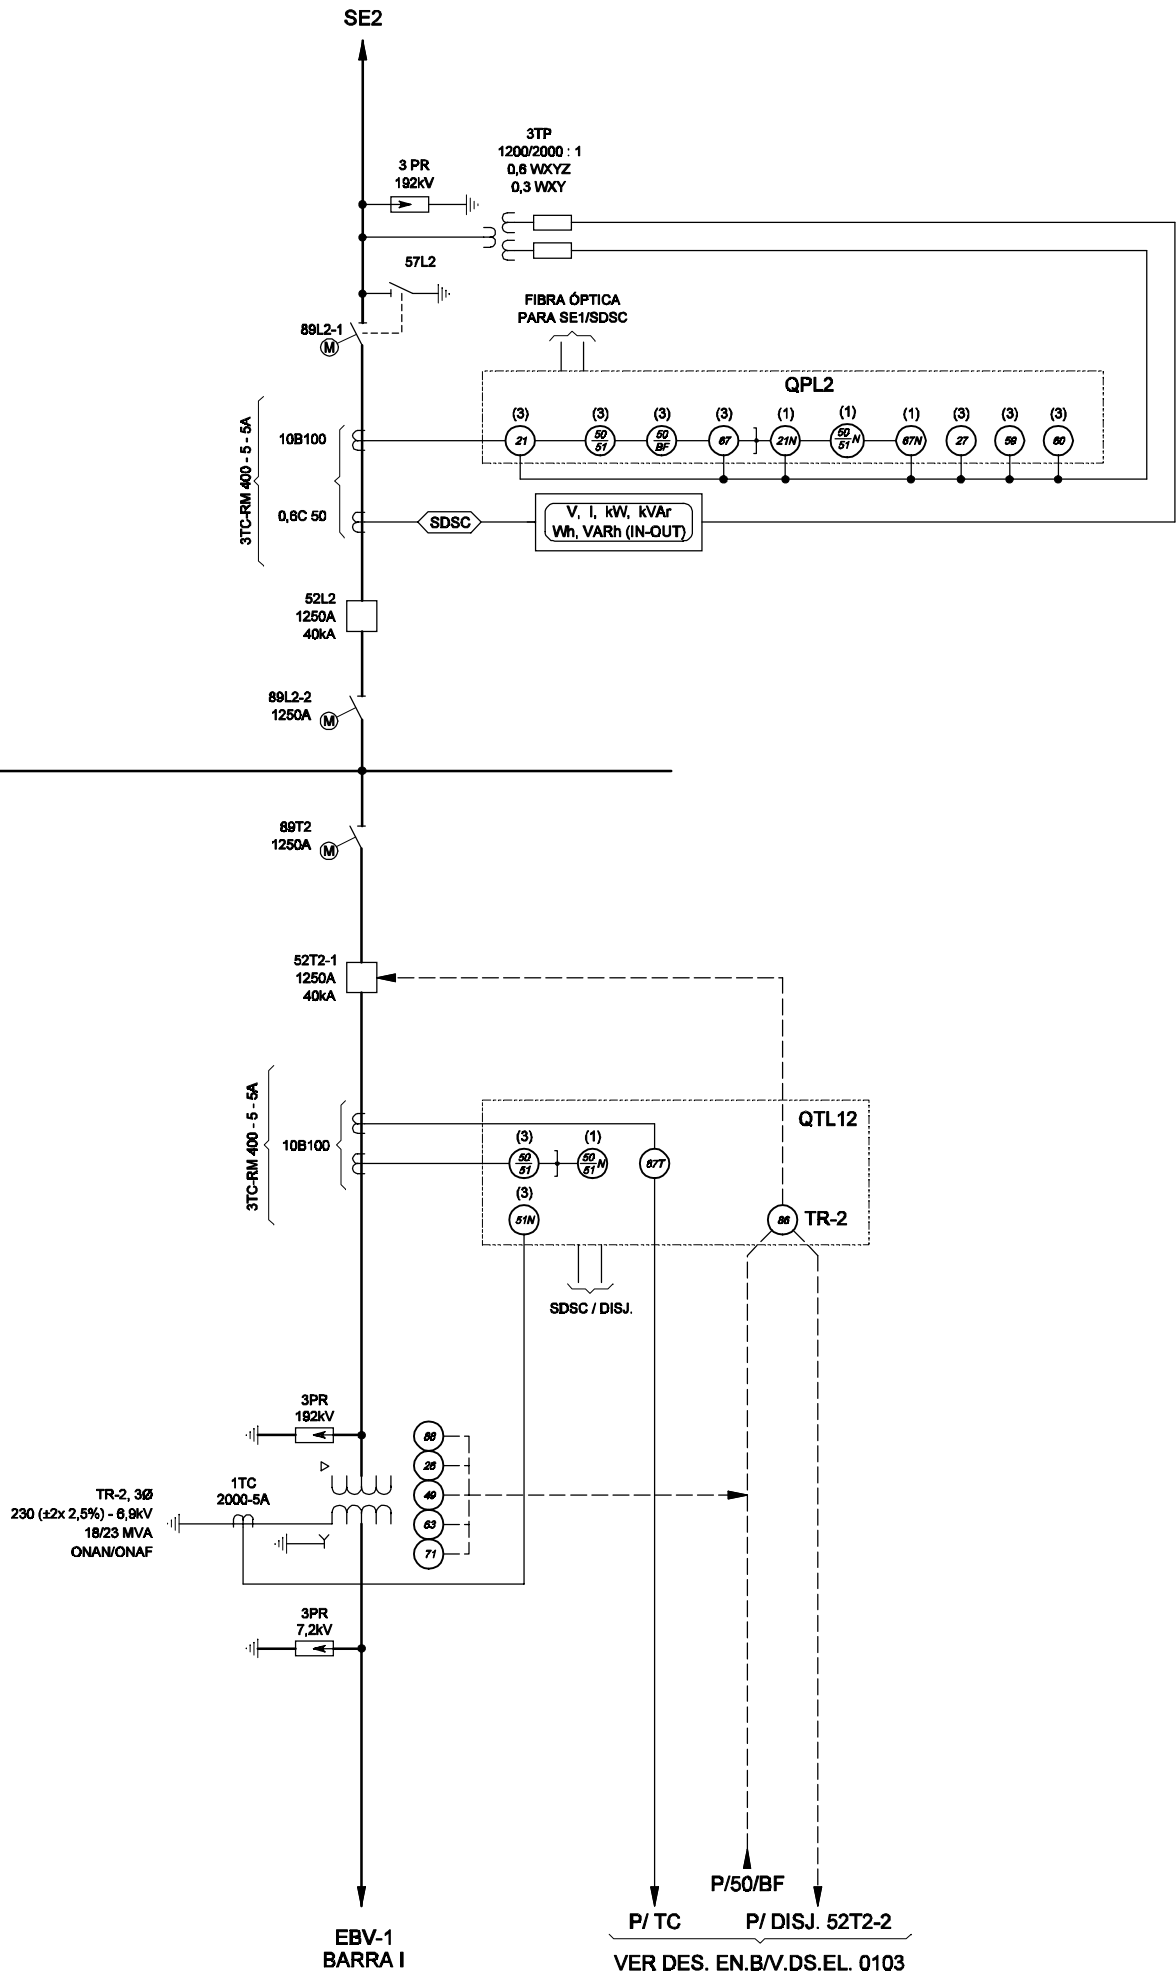 SE2
3TP
1200/2000 : 1
0,6 WXYZ
0,3 WXY
3 PR
192kV
57L2
FIBRA ÓPTICA
PARA SE1/SDSC
89L2-1
M
QPL2
3TC-RM 400 - 5 - 5A
10B100
(3) (3) (3) (3) (1) (1) (1) (3) (3) (3)
21 50/51 50/BF 67 21N 50/51 N 67N 27 59 60
0,6C 50
SDSC
V, I, kW, kVAr
Wh, VARh (IN-OUT)
52L2
1250A
40kA
89L2-2
1250A
M
89T2
1250A
M
52T2-1
1250A
40kA
3TC-RM 400 - 5 - 5A
10B100
QTL12
(3) (1)
50/51 50/51 N 87T
(3)
51N
86 TR-2
SDSC / DISJ.
3PR
192kV
26
49
63
71
1TC
2000-5A
TR-2, 3Ø
230 (±2x 2,5%) - 6,9kV
18/23 MVA
ONAN/ONAF
Y
3PR
7,2kV
P/50/BF
P/ TC P/ DISJ. 52T2-2
EBV-1
BARRA I
VER DES. EN.B/V.DS.EL. 0103